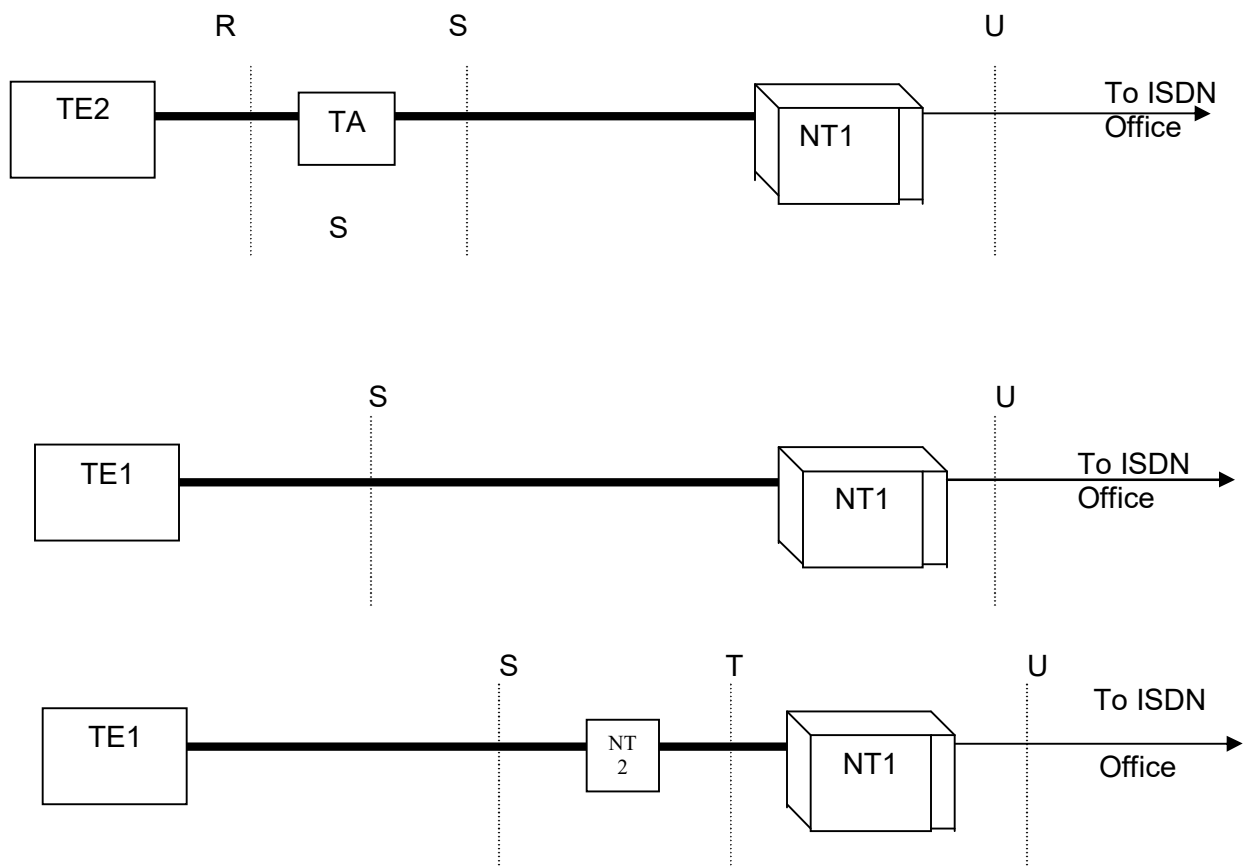 R S U
TE2 TA NT1 To ISDN
Office
S
S U
TE1 NT1 To ISDN
Office
S T U
To ISDN
TE1 NT
2 NT1 Office